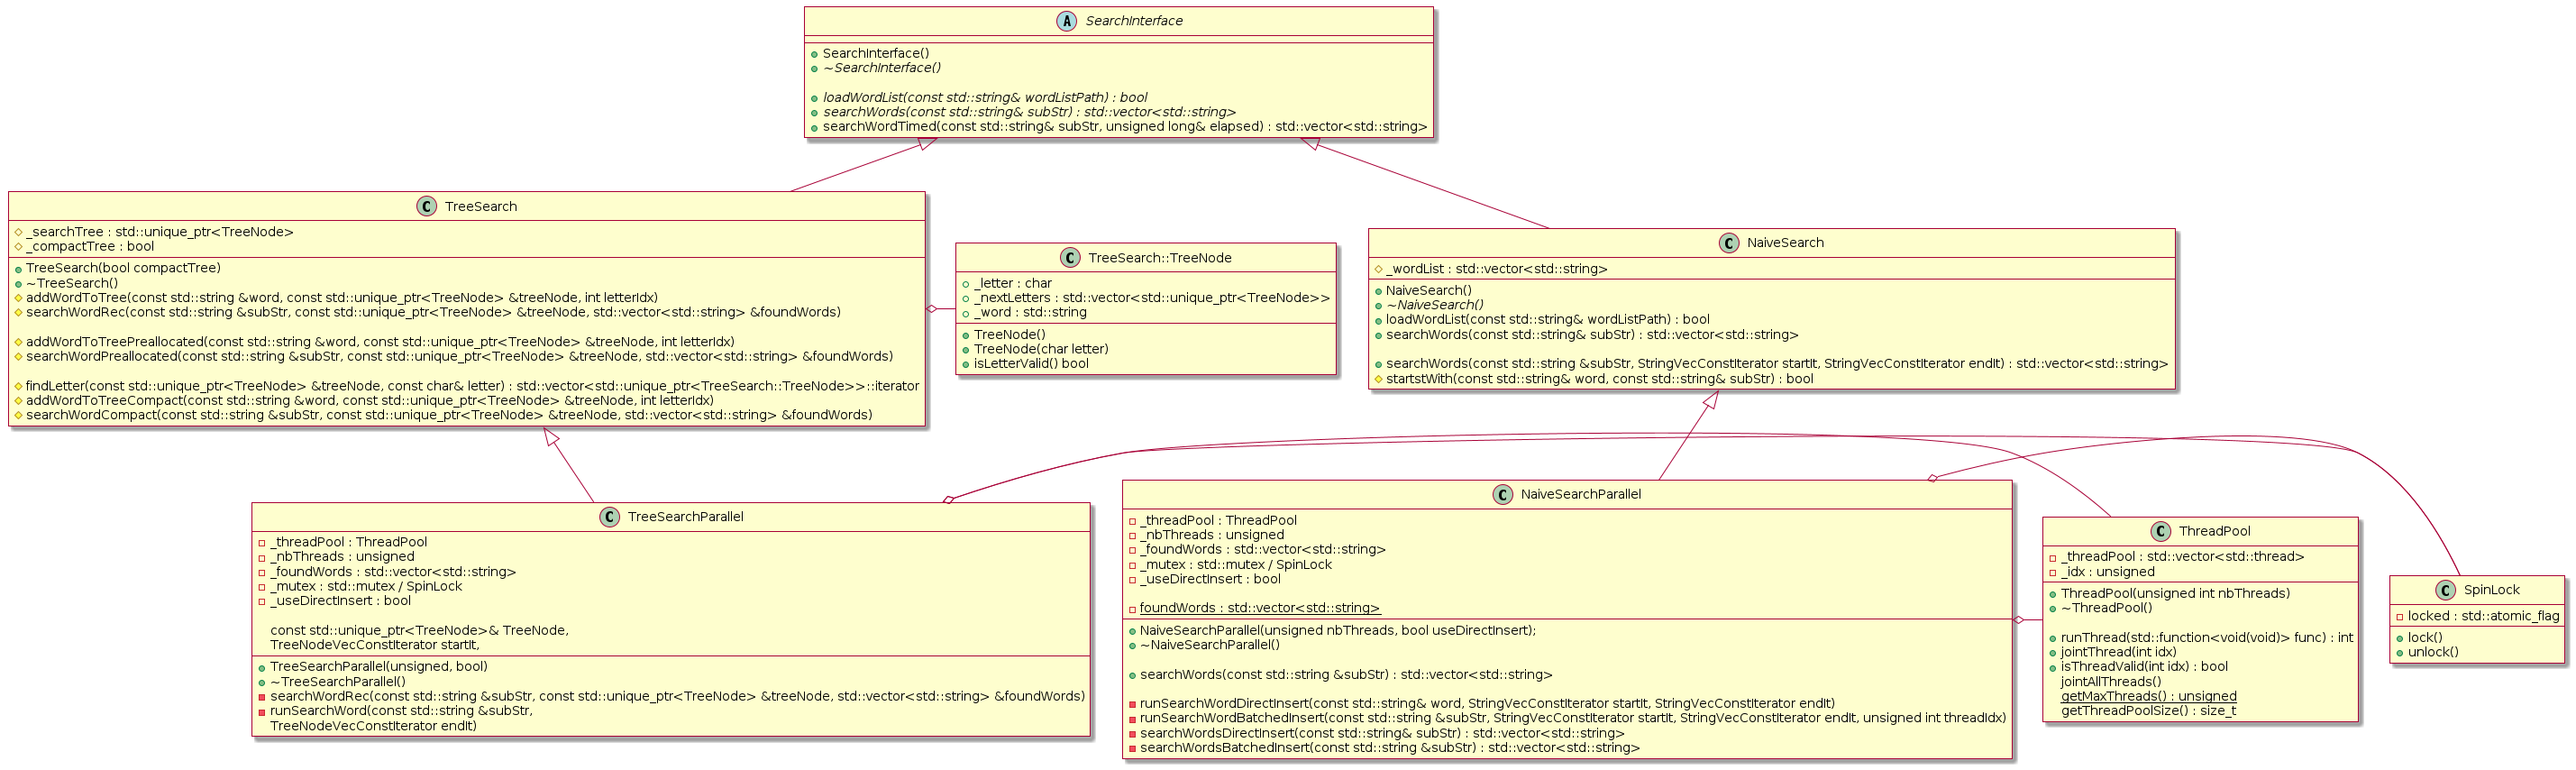 A SearchInterface
SearchInterface()
~SearchInterface()
loadWordList(const std::string& wordListPath) : bool
searchWords(const std::string& subStr) : std::vector<std::string>
searchWordTimed(const std::string& subStr, unsigned long& elapsed) : std::vector<std::string>
C TreeSearch
_searchTree : std::unique_ptr<TreeNode>
_compactTree : bool
TreeSearch(bool compactTree)
~TreeSearch()
addWordToTree(const std::string &word, const std::unique_ptr<TreeNode> &treeNode, int letterIdx)
searchWordRec(const std::string &subStr, const std::unique_ptr<TreeNode> &treeNode, std::vector<std::string> &foundWords)
addWordToTreePreallocated(const std::string &word, const std::unique_ptr<TreeNode> &treeNode, int letterIdx)
searchWordPreallocated(const std::string &subStr, const std::unique_ptr<TreeNode> &treeNode, std::vector<std::string> &foundWords)
findLetter(const std::unique_ptr<TreeNode> &treeNode, const char& letter) : std::vector<std::unique_ptr<TreeSearch::TreeNode>>::iterator
addWordToTreeCompact(const std::string &word, const std::unique_ptr<TreeNode> &treeNode, int letterIdx)
searchWordCompact(const std::string &subStr, const std::unique_ptr<TreeNode> &treeNode, std::vector<std::string> &foundWords)
C TreeSearch::TreeNode
_letter : char
_nextLetters : std::vector<std::unique_ptr<TreeNode>>
_word : std::string
TreeNode()
TreeNode(char letter)
isLetterValid() bool
C NaiveSearch
_wordList : std::vector<std::string>
NaiveSearch()
~NaiveSearch()
loadWordList(const std::string& wordListPath) : bool
searchWords(const std::string& subStr) : std::vector<std::string>
searchWords(const std::string &subStr, StringVecConstIterator startIt, StringVecConstIterator endIt) : std::vector<std::string>
startstWith(const std::string& word, const std::string& subStr) : bool
C TreeSearchParallel
_threadPool : ThreadPool
_nbThreads : unsigned
_foundWords : std::vector<std::string>
_mutex : std::mutex / SpinLock
_useDirectInsert : bool
const std::unique_ptr<TreeNode>& TreeNode,
TreeNodeVecConstIterator startIt,
TreeSearchParallel(unsigned, bool)
~TreeSearchParallel()
searchWordRec(const std::string &subStr, const std::unique_ptr<TreeNode> &treeNode, std::vector<std::string> &foundWords)
runSearchWord(const std::string &subStr,
TreeNodeVecConstIterator endIt)
C NaiveSearchParallel
_threadPool : ThreadPool
_nbThreads : unsigned
_foundWords : std::vector<std::string>
_mutex : std::mutex / SpinLock
_useDirectInsert : bool
foundWords : std::vector<std::string>
NaiveSearchParallel(unsigned nbThreads, bool useDirectInsert);
~NaiveSearchParallel()
searchWords(const std::string &subStr) : std::vector<std::string>
runSearchWordDirectInsert(const std::string& word, StringVecConstIterator startIt, StringVecConstIterator endIt)
runSearchWordBatchedInsert(const std::string &subStr, StringVecConstIterator startIt, StringVecConstIterator endIt, unsigned int threadIdx)
searchWordsDirectInsert(const std::string& subStr) : std::vector<std::string>
searchWordsBatchedInsert(const std::string &subStr) : std::vector<std::string>
C ThreadPool
_threadPool : std::vector<std::thread>
_idx : unsigned
ThreadPool(unsigned int nbThreads)
~ThreadPool()
runThread(std::function<void(void)> func) : int
jointThread(int idx)
isThreadValid(int idx) : bool
jointAllThreads()
getMaxThreads() : unsigned
getThreadPoolSize() : size_t
C SpinLock
locked : std::atomic_flag
lock()
unlock()